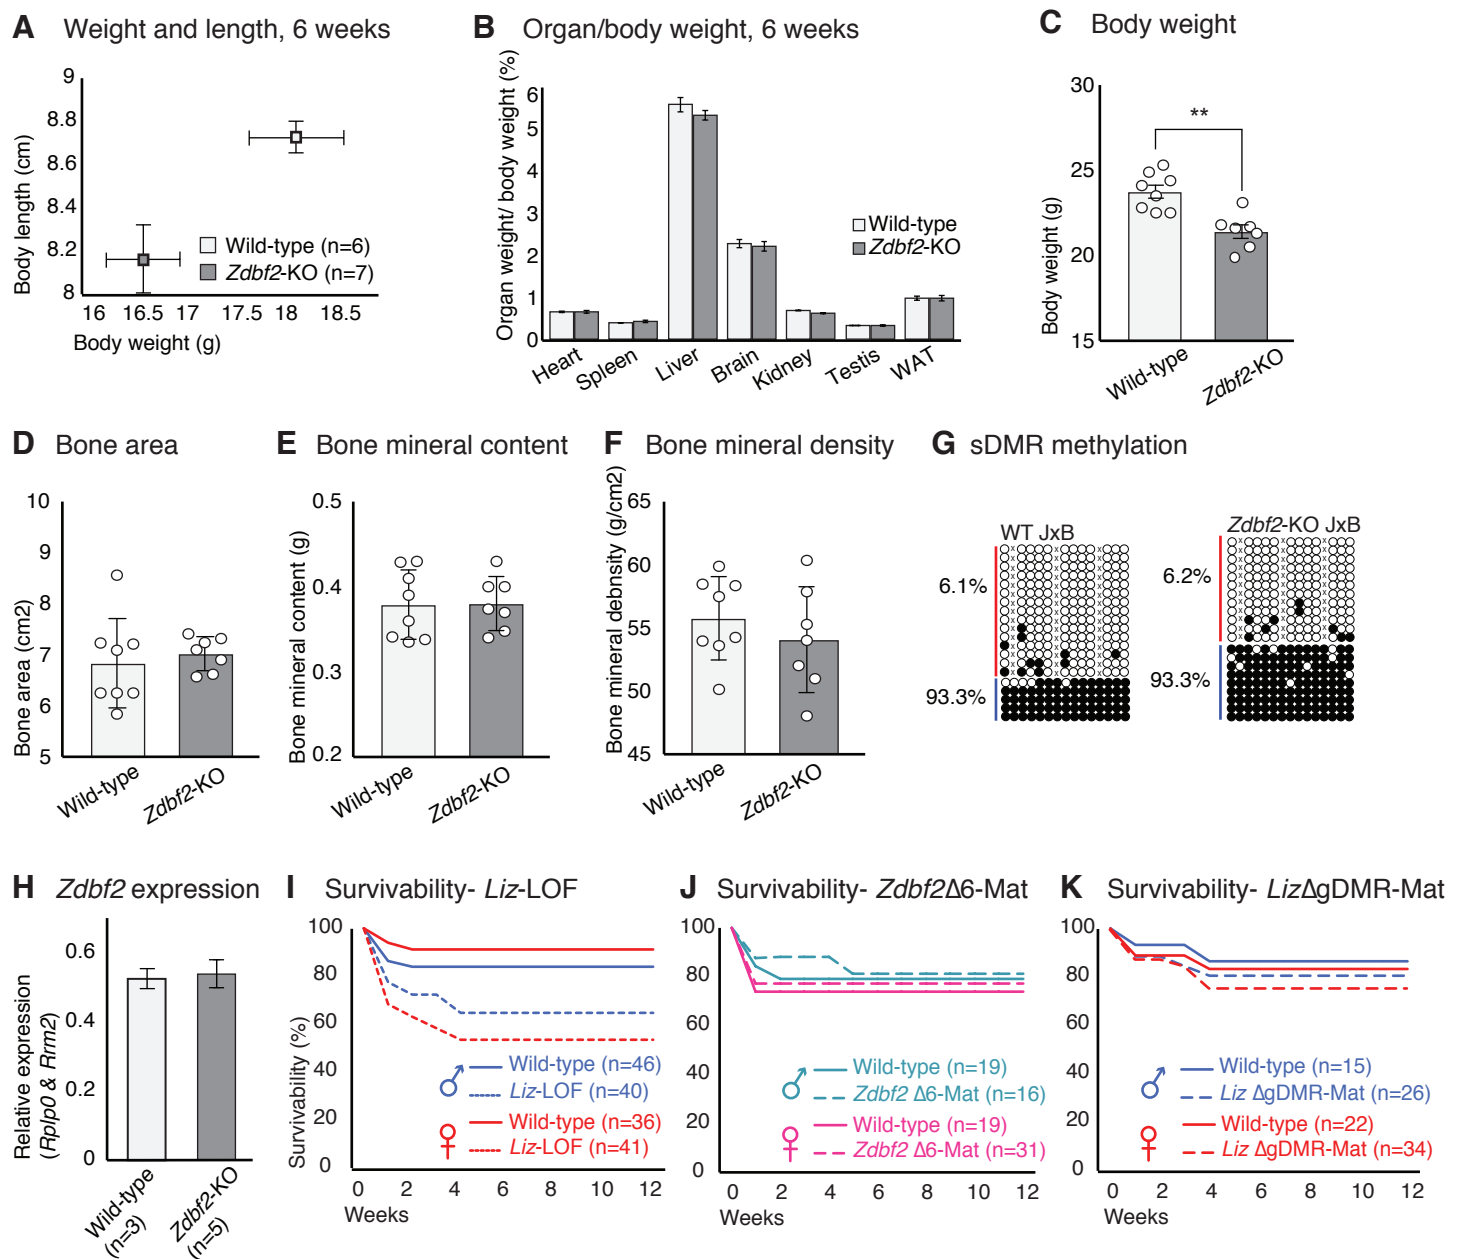 A Weight and length, 6 weeks
Body length (cm)
9
8.8
8.6
8.4
8.2
8
Wild-type (n=6)
Zdbf2-KO (n=7)
16 16.5 17 17.5 18 18.5
Body weight (g)
B Organ/body weight, 6 weeks
Organ weight/ body weight (%)
6
5
4
3
2
1
0
Wild-type
Zdbf2-KO
Heart Spleen Liver Brain Kidney Testis WAT
C Body weight
Body weight (g)
30
25
20
15
**
Wild-type Zdbf2-KO
D Bone area
Bone area (cm2)
10
9
8
7
6
5
Wild-type Zdbf2-KO
E Bone mineral content
Bone mineral content (g)
0.5
0.4
0.3
0.2
Wild-type Zdbf2-KO
F Bone mineral density
Bone mineral debnsity (g/cm2)
65
60
55
50
45
Wild-type Zdbf2-KO
G sDMR methylation
WT JxB
6.1%
93.3%
Zdbf2-KO JxB
6.2%
93.3%
H Zdbf2 expression
Relative expression
(Rplp0 & Rrm2)
0.6
0.4
0.2
0
Wild-type
(n=3)
Zdbf2-KO
(n=5)
I Survivability- Liz-LOF
Survivability (%)
100
80
60
40
20
0
♂ Wild-type (n=46)
Liz-LOF (n=40)
♀ Wild-type (n=36)
Liz-LOF (n=41)
0 2 4 6 8 10 12
Weeks
J Survivability- Zdbf2Δ6-Mat
100
80
60
40
20
0
♂ Wild-type (n=19)
Zdbf2 Δ6-Mat (n=16)
♀ Wild-type (n=19)
Zdbf2 Δ6-Mat (n=31)
0 2 4 6 8 10 12
Weeks
K Survivability- LizΔgDMR-Mat
100
80
60
40
20
0
♂ Wild-type (n=15)
Liz ΔgDMR-Mat (n=26)
♀ Wild-type (n=22)
Liz ΔgDMR-Mat (n=34)
0 2 4 6 8 10 12
Weeks